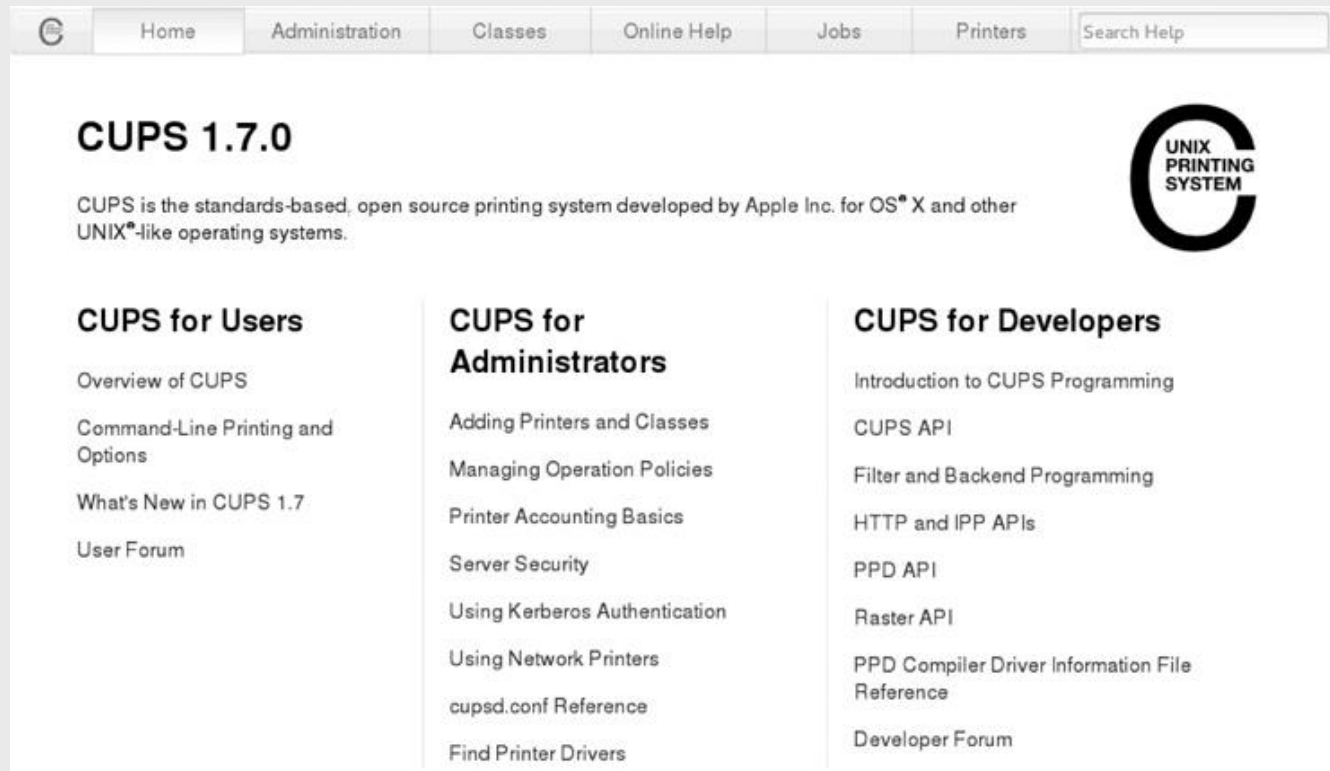 Home Administration Classes Online Help Jobs Printers Search Help
CUPS 1.7.0
UNIX
PRINTING
SYSTEM
CUPS is the standards-based, open source printing system developed by Apple Inc. for OS® X and other
UNIX®-like operating systems.
CUPS for Users
Overview of CUPS
Command-Line Printing and
Options
What's New in CUPS 1.7
User Forum
CUPS for
Administrators
Adding Printers and Classes
Managing Operation Policies
Printer Accounting Basics
Server Security
Using Kerberos Authentication
Using Network Printers
cupsd.conf Reference
Find Printer Drivers
CUPS for Developers
Introduction to CUPS Programming
CUPS API
Filter and Backend Programming
HTTP and IPP APIs
PPD API
Raster API
PPD Compiler Driver Information File
Reference
Developer Forum